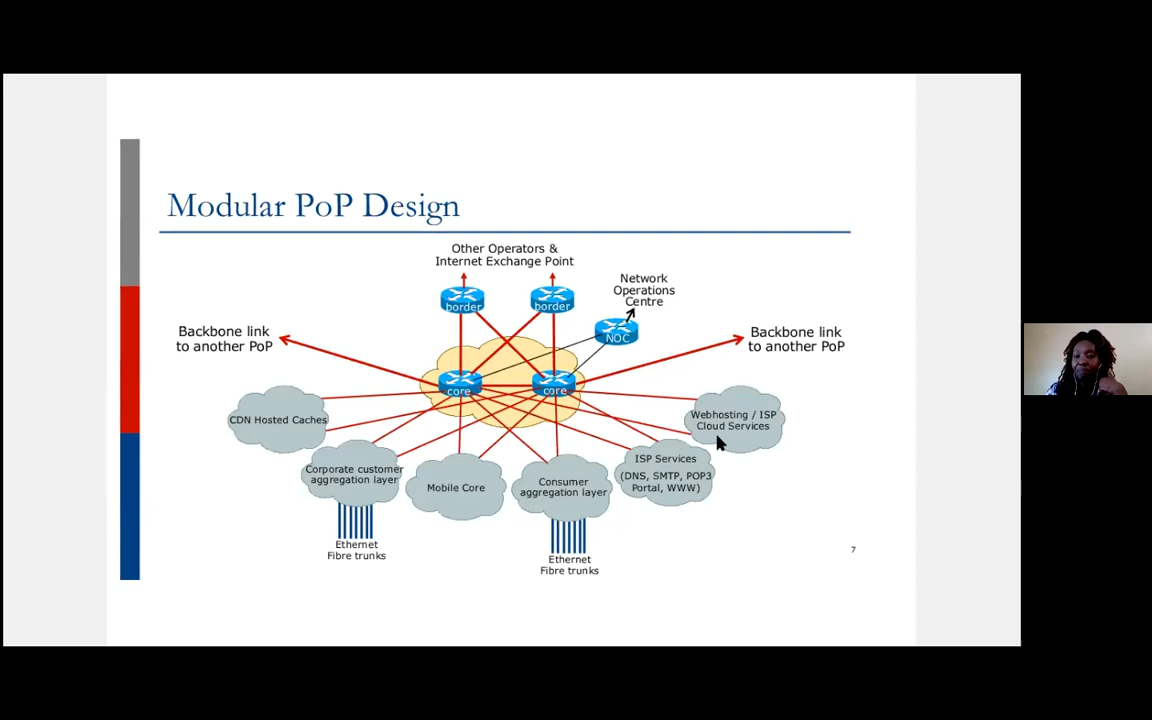 Modular PoP Design
Other Operators &
Internet Exchange Point
Network
Operations
Centre
border
border
NOC
Backbone link
to another PoP
Backbone link
to another PoP
core
core
CDN Hosted Caches
Webhosting / ISP
Cloud Services
Corporate customer
aggregation layer
Mobile Core
Consumer
aggregation layer
ISP Services
(DNS, SMTP, POP3
Portal, WWW)
Ethernet
Fibre trunks
Ethernet
Fibre trunks
7